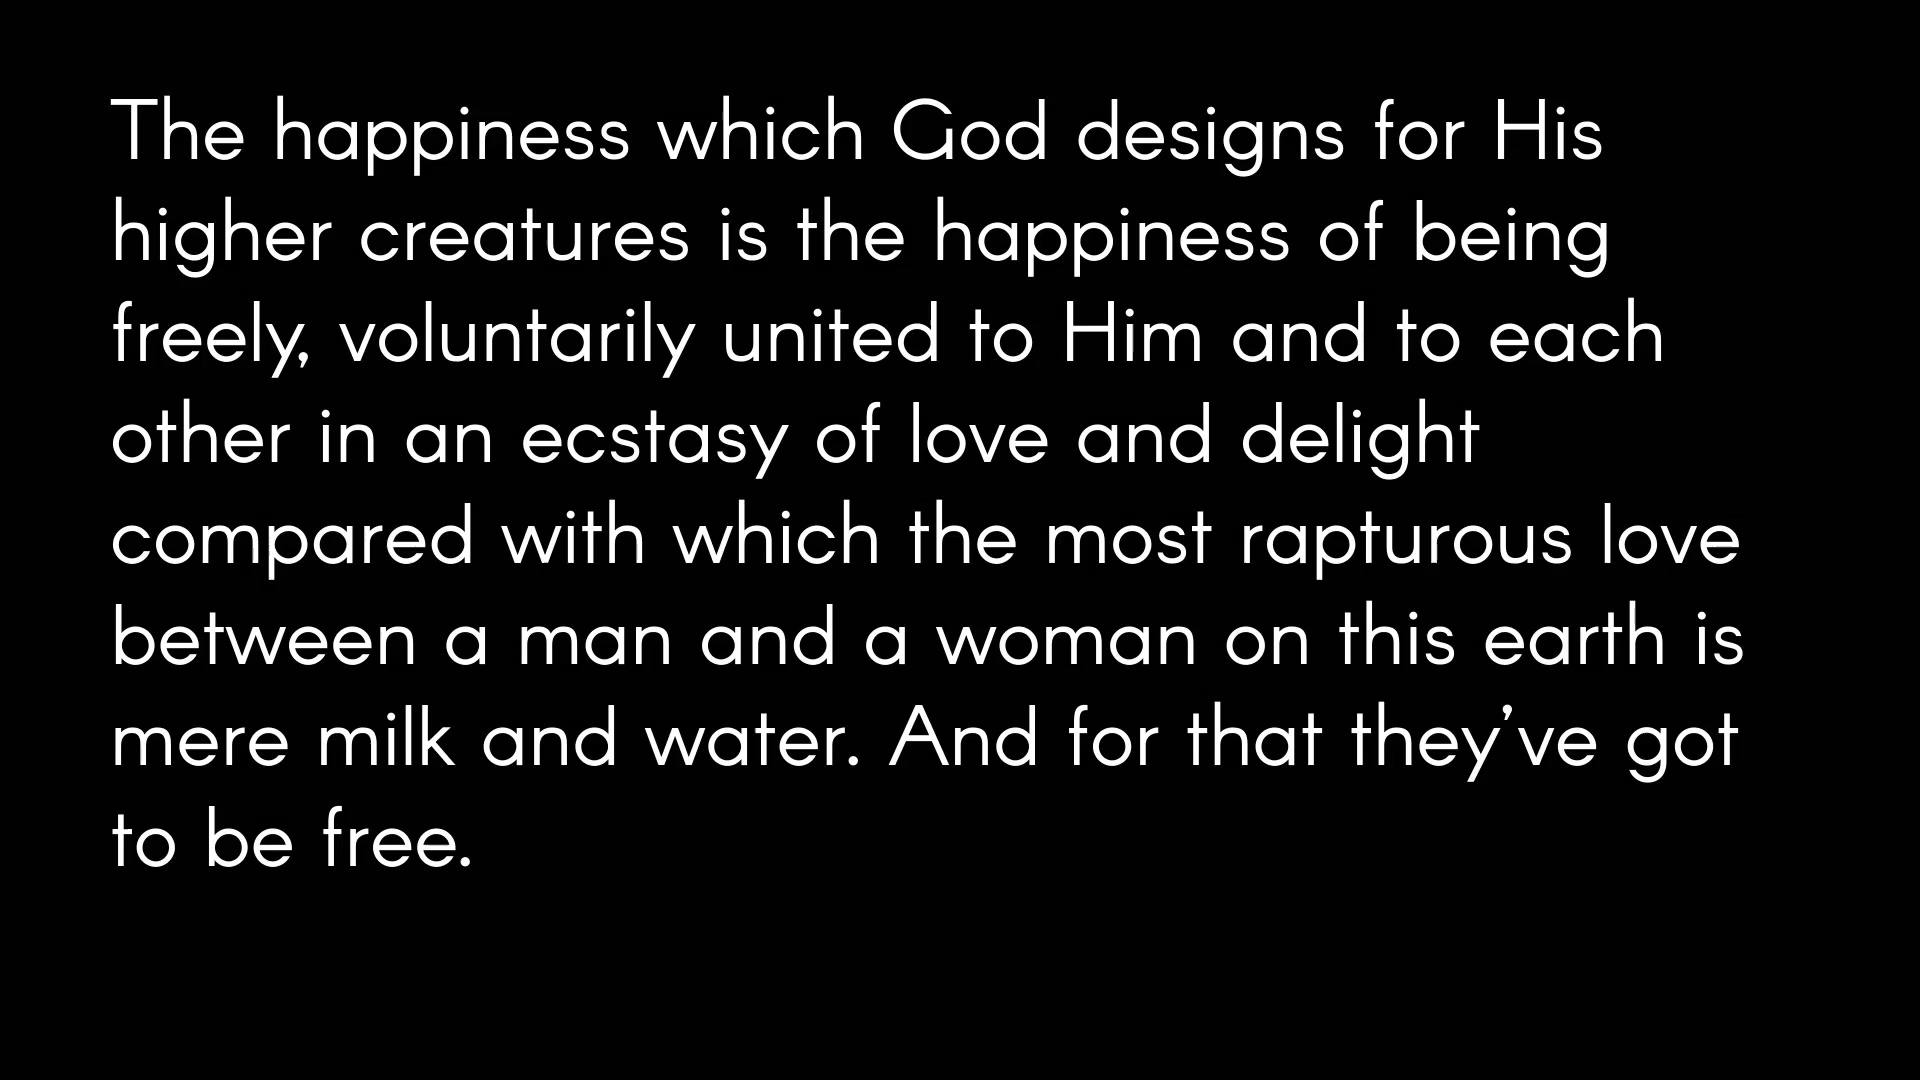 The happiness which God designs for His
higher creatures is the happiness of being
freely, voluntarily united to Him and to each
other in an ecstasy of love and delight
compared with which the most rapturous love
between a man and a woman on this earth is
mere milk and water. And for that they’ve got
to be free.